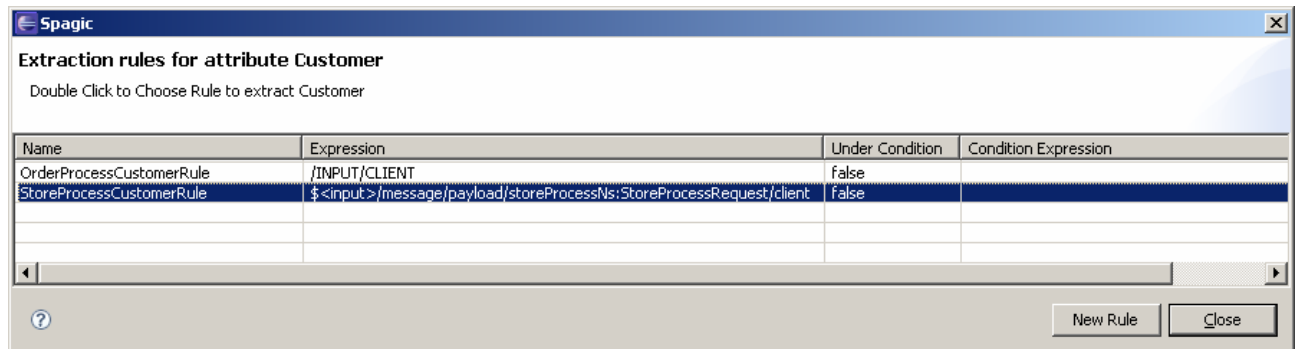 Spagic
Extraction rules for attribute Customer
Double Click to Choose Rule to extract Customer
Name Expression Under Condition Condition Expression
OrderProcessCustomerRule /INPUT/CLIENT false
StoreProcessCustomerRule $<input>/message/payload/storeProcessNs:StoreProcessRequest/client false
New Rule Close